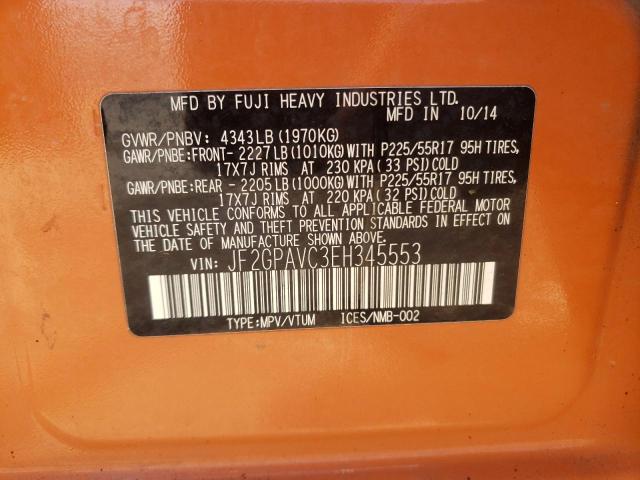 MFD BY FUJI HEAVY INDUSTRIES LTD.
MFD IN 10/14
GVWR/PNBV: 4343LB (1970KG)
GAWR/PNBE:FRONT- 2227LB (1010KG) WITH P225/55R17 95H TIRES,
17X7J RIMS AT 230 KPA (33 PSI) COLD
GAWR/PNBE:REAR - 2205LB (1000KG) WITH P225/55R17 95H TIRES,
17X7J RIMS AT 220 KPA (32 PSI) COLD
THIS VEHICLE CONFORMS TO ALL APPLICABLE FEDERAL MOTOR
VEHICLE SAFETY AND THEFT PREVENTION STANDARDS IN EFFECT ON
THE DATE OF MANUFACTURE SHOWN ABOVE.
VIN: JF2GPAVC3EH345553
TYPE:MPV/VTUM ICES/NMB-002